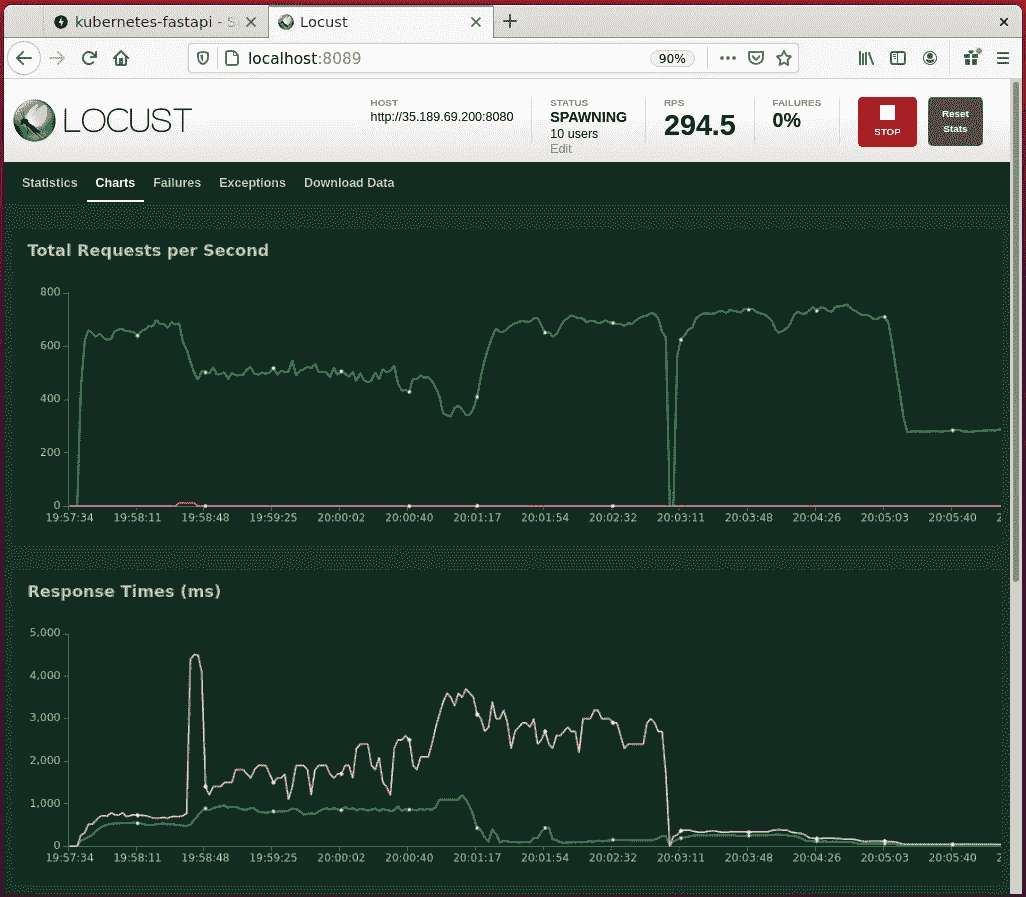 kubernetes-fastapi - S
Locust
localhost:8089
90%
LOCUST
HOST
http://35.189.69.200:8080
STATUS
SPAWNING
10 users
Edit
RPS
294.5
FAILURES
0%
STOP
Reset
Stats
Statistics Charts Failures Exceptions Download Data
Total Requests per Second
800
600
400
200
0
19:57:34 19:58:11 19:58:48 19:59:25 20:00:02 20:00:40 20:01:17 20:01:54 20:02:32 20:03:11 20:03:48 20:04:26 20:05:03 20:05:40 2
Response Times (ms)
5,000
4,000
3,000
2,000
1,000
0
19:57:34 19:58:11 19:58:48 19:59:25 20:00:02 20:00:40 20:01:17 20:01:54 20:02:32 20:03:11 20:03:48 20:04:26 20:05:03 20:05:40 2